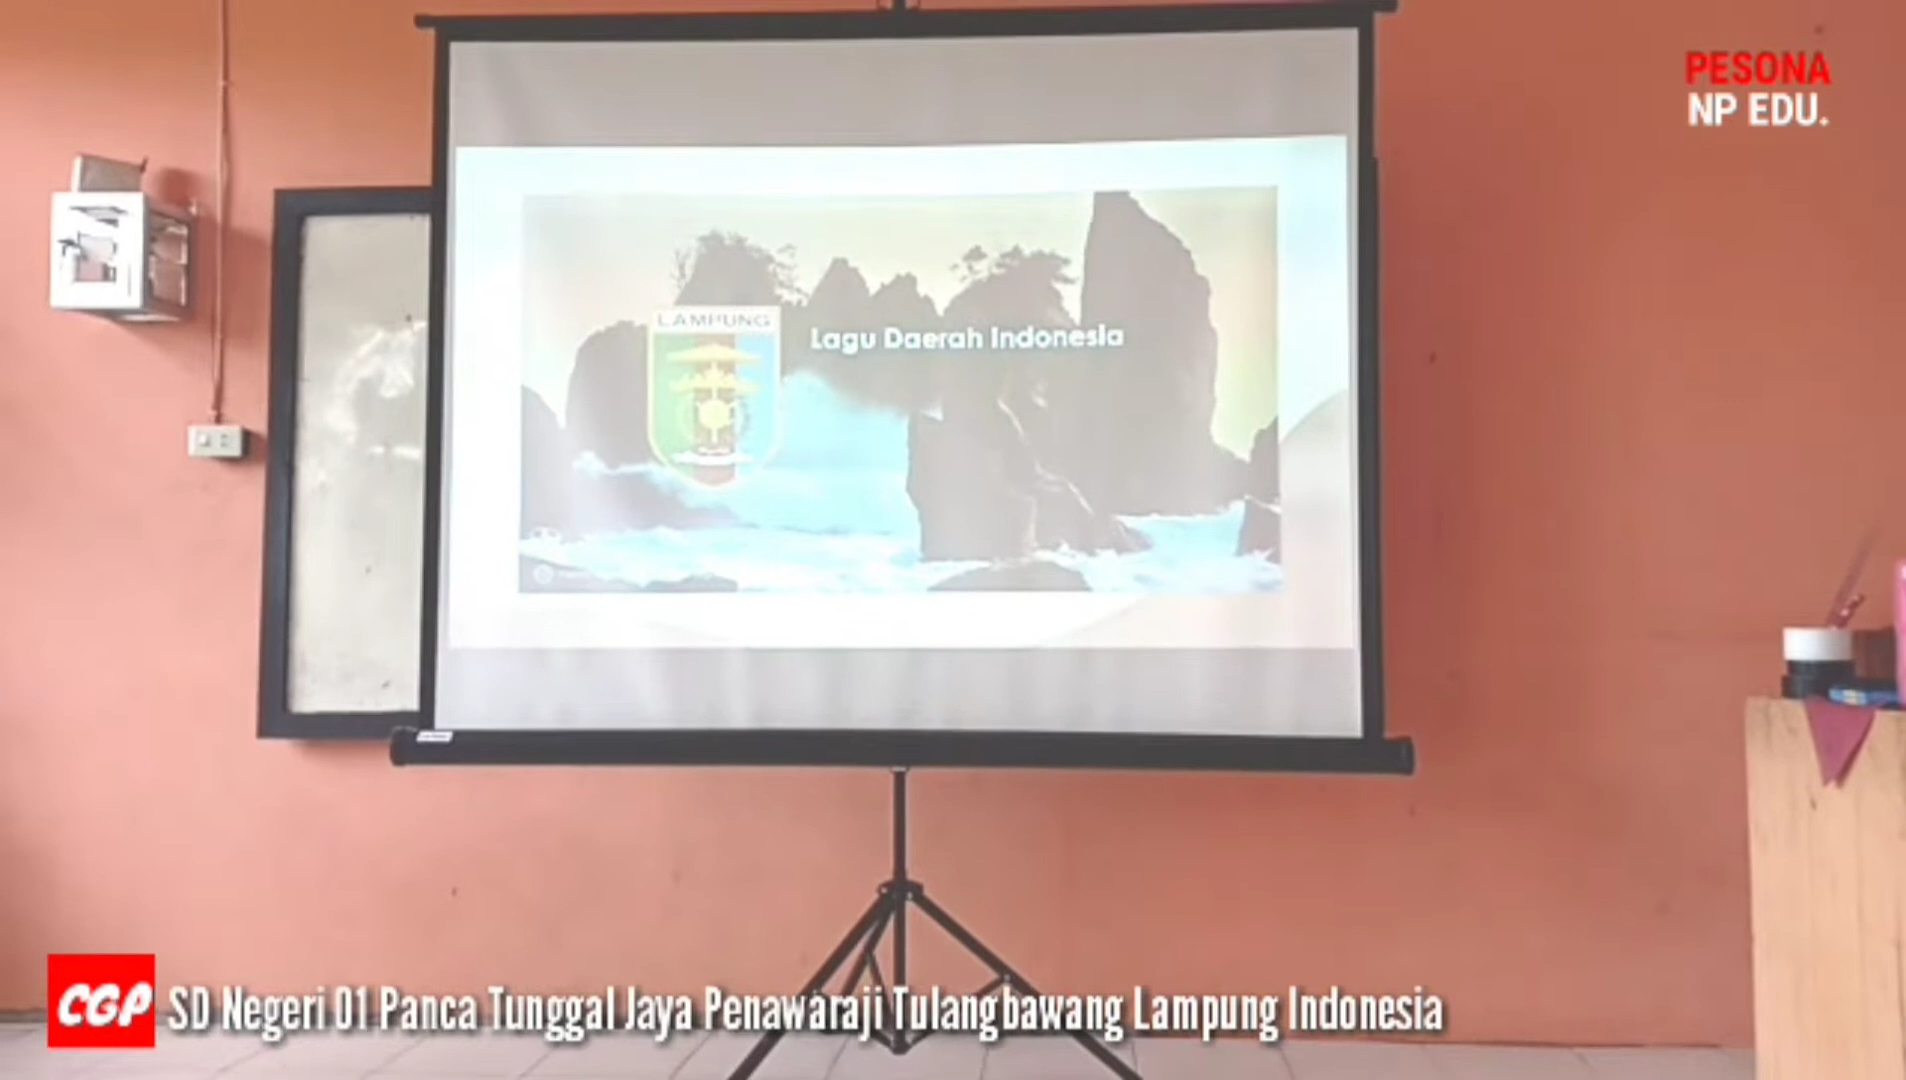 PESONA
NP EDU.
LAMPUNG
Lagu Daerah Indonesia
CGP SD Negeri 01 Panca Tunggal Jaya Penawaraji Tulangbawang Lampung Indonesia